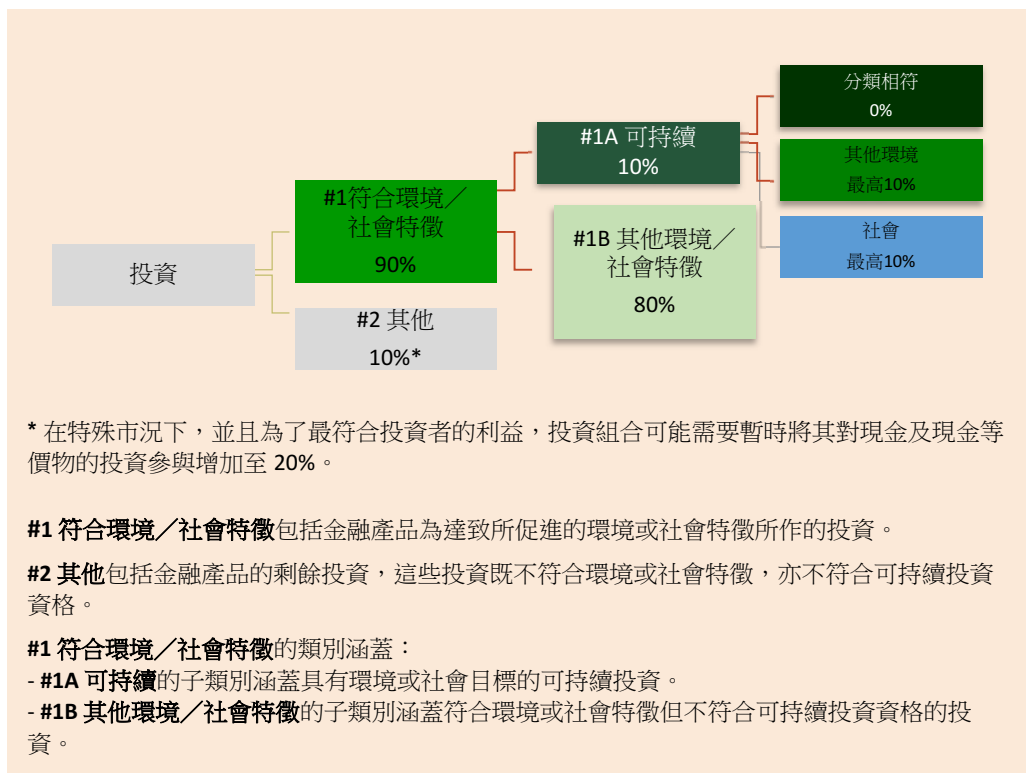 投資
#1符合環境／
社會特徵
90%
#2 其他
10%*
#1A 可持續
10%
#1B 其他環境／
社會特徵
80%
分類相符
0%
其他環境
最高10%
社會
最高10%
* 在特殊市況下，並且為了最符合投資者的利益，投資組合可能需要暫時將其對現金及現金等
價物的投資參與增加至 20%。
#1 符合環境／社會特徵包括金融產品為達致所促進的環境或社會特徵所作的投資。
#2 其他包括金融產品的剩餘投資，這些投資既不符合環境或社會特徵，亦不符合可持續投資
資格。
#1 符合環境／社會特徵的類別涵蓋：
- #1A 可持續的子類別涵蓋具有環境或社會目標的可持續投資。
- #1B 其他環境／社會特徵的子類別涵蓋符合環境或社會特徵但不符合可持續投資資格的投
資。